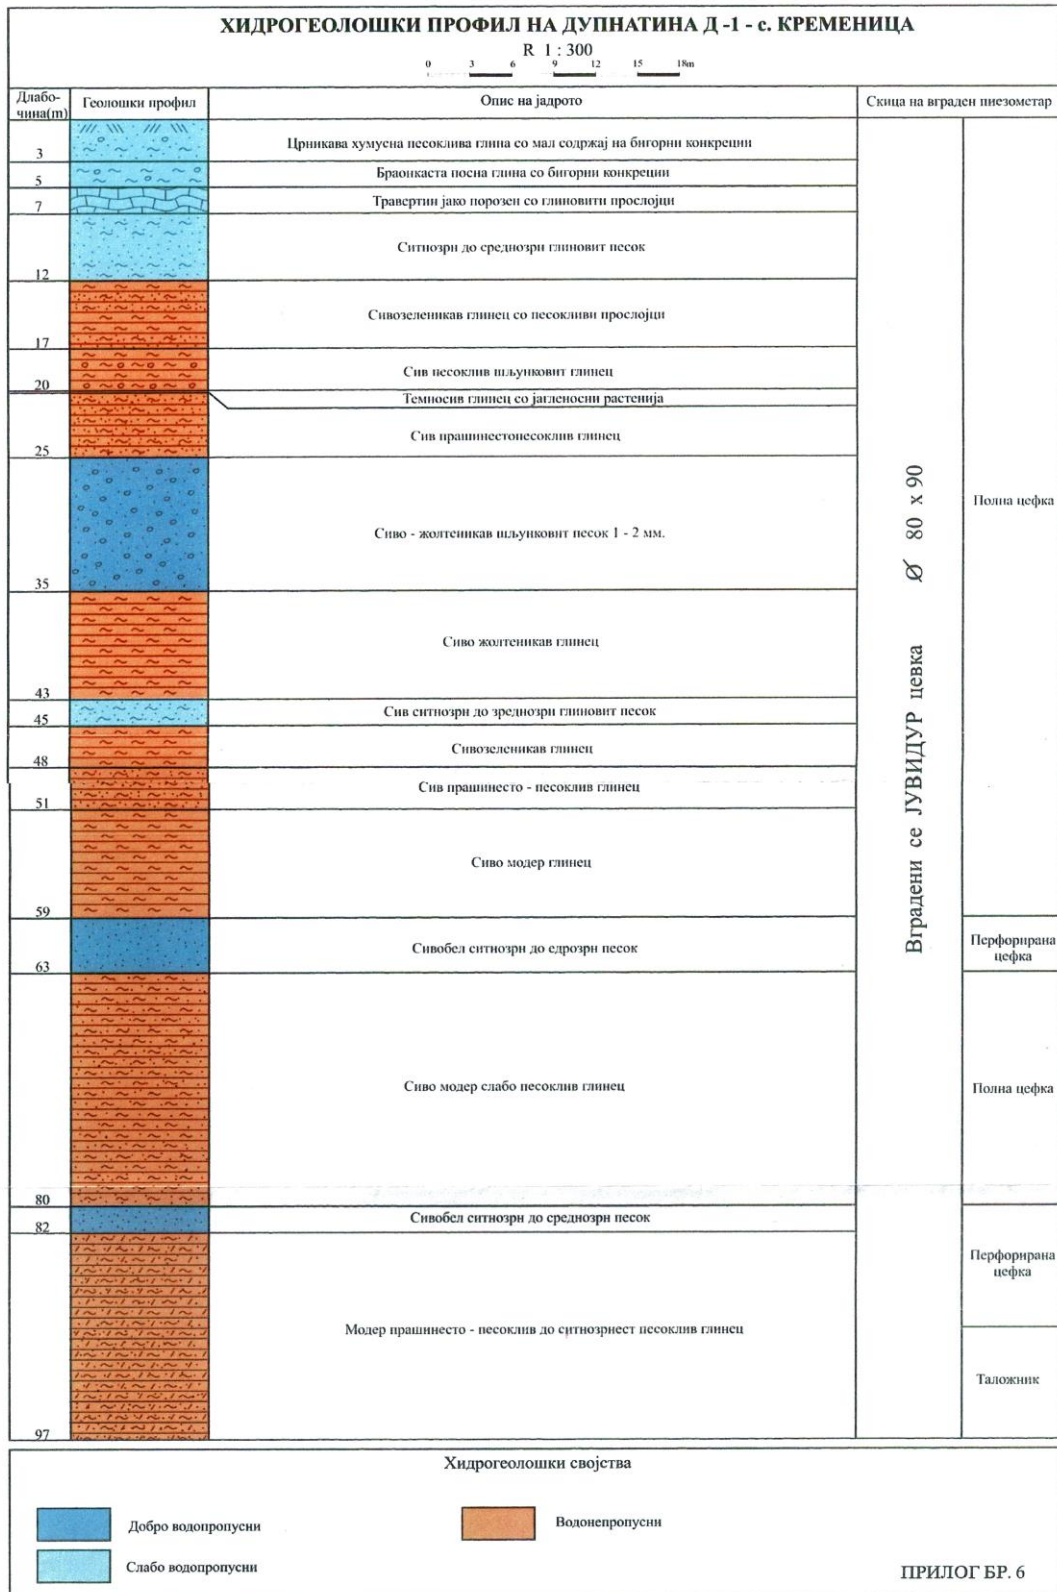 ХИДРОГЕОЛОШКИ ПРОФИЛ НА ДУПНАТИНА Д -1 - с. КРЕМЕНИЦА
R 1 : 300
0 3 6 9 12 15 18m
Длабо-
чина(m)
Геолошки профил
Опис на јадрото
Скица на вграден пиезометар
Црникава хумусна песоклива глина со мал содржај на бигорни конкреции
3
Браонкаста посна глина со бигорни конкреции
5
Травертин јако порозен со глиновити прослојци
7
Ситнозрн до среднозрн глиновит песок
12
Сивозеленикав глинец со песокливи прослојци
17
Сив песоклив шљунковит глинец
20
Темносив глинец со јагленосни растенија
Сив прашинестопесоклив глинец
25
Сиво - жолтеникав шљунковит песок 1 - 2 мм.
35
Сиво жолтеникав глинец
43
Сив ситнозрн до зреднозрн глиновит песок
45
Сивозеленикав глинец
48
Сив прашинесто - песоклив глинец
51
Сиво модер глинец
59
Сивобел ситнозрн до сдрозрн песок
63
Сиво модер слабо песоклив глинец
80
Сивобел ситнозрн до среднозрн песок
82
Модер прашинесто - песоклив до ситнозрнест песоклив глинец
97
Вградени се ЈУВИДУР цевка Ø 80 x 90
Полна цефка
Перфорирана
цефка
Полна цефка
Перфорирана
цефка
Таложник
Хидрогеолошки својства
Добро водопропусни
Водонепропусни
Слабо водопропусни
ПРИЛОГ БР. 6